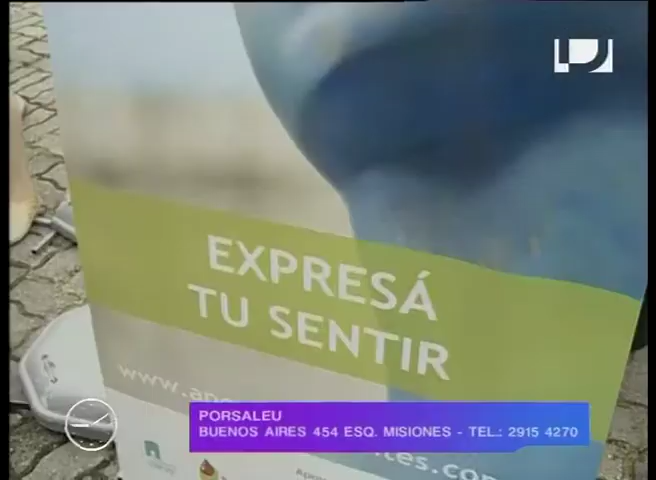 EXPRESÁ
TU SENTIR
PORSALEU
BUENOS AIRES 454 ESQ. MISIONES - TEL.: 2915 4270